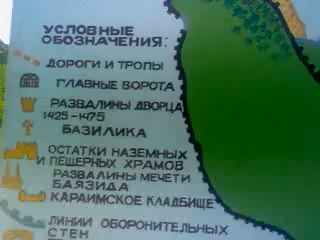 УСЛОВНЫЕ
ОБОЗНАЧЕНИЯ:
ДОРОГИ И ТРОПЫ
ГЛАВНЫЕ ВОРОТА
РАЗВАЛИНЫ ДВОРЦА
1425-1475
БАЗИЛИКА
ОСТАТКИ НАЗЕМНЫХ
И ПЕЩЕРНЫХ ХРАМОВ
РАЗВАЛИНЫ МЕЧЕТИ
БАЯЗИДА
КАРАИМСКОЕ КЛАДБИЩЕ
ЛИНИИ ОБОРОНИТЕЛЬНЫХ
СТЕН